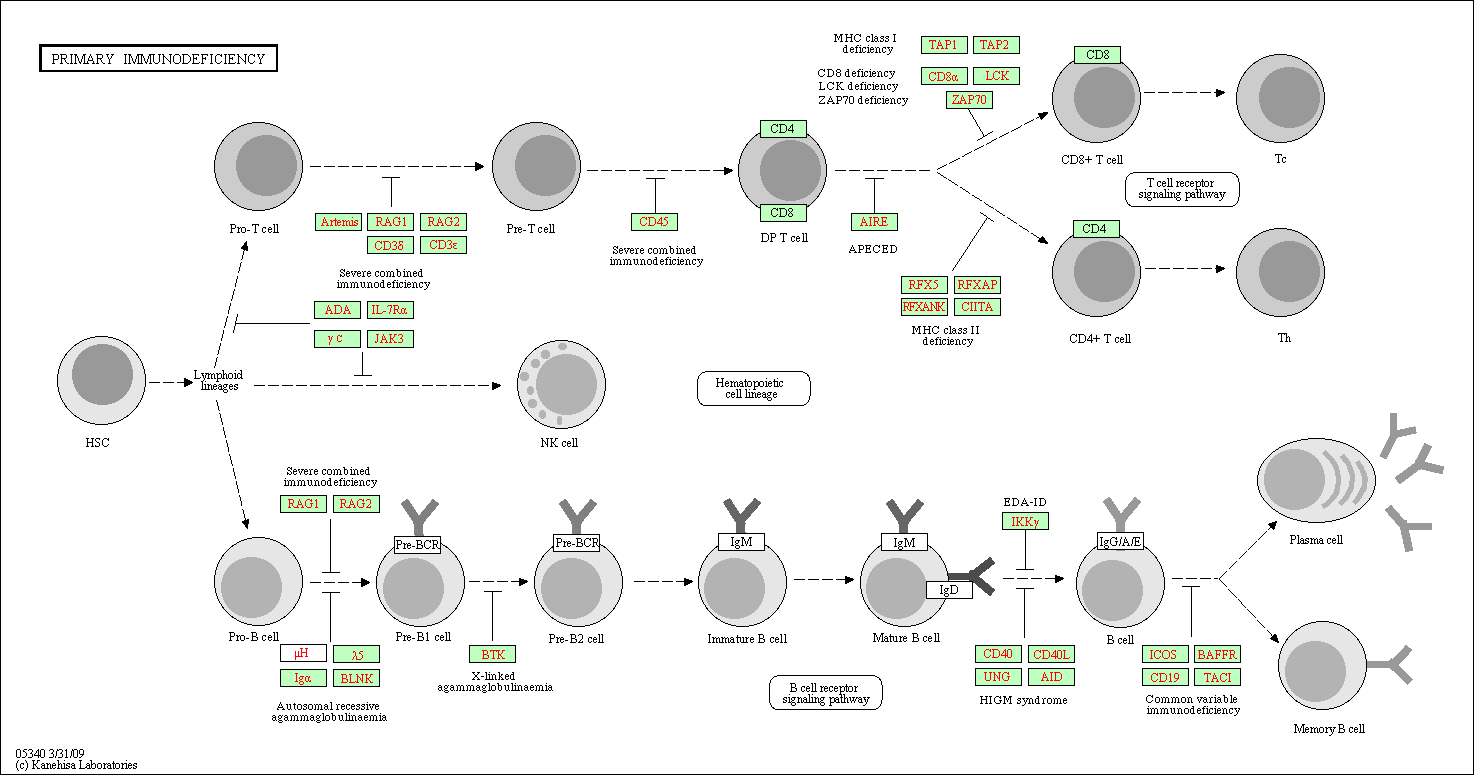 PRIMARY IMMUNODEFICIENCY
MHC class I
deficiency
TAP1
TAP2
CD8 deficiency
LCK deficiency
ZAP70 deficiency
CD8α
LCK
ZAP70
CD8
CD8+ T cell
Tc
T cell receptor
signaling pathway
Pro-T cell
Artemis
RAG1
RAG2
CD3δ
CD3ε
Severe combined
immunodeficiency
Pre-T cell
CD45
Severe combined
immunodeficiency
CD4
CD8
DP T cell
AIRE
APECED
RFX5
RFXAP
RFXANK
CIITA
MHC class II
deficiency
CD4
CD4+ T cell
Th
ADA
IL-7Rα
γc
JAK3
HSC
Lymphoid
lineages
NK cell
Hematopoietic
cell lineage
Severe combined
immunodeficiency
RAG1
RAG2
Pro-B cell
μH
λ5
Igα
BLNK
Autosomal recessive
agammaglobulinaemia
Pre-BCR
Pre-B1 cell
BTK
X-linked
agammaglobulinaemia
Pre-BCR
Pre-B2 cell
IgM
Immature B cell
IgM
IgD
Mature B cell
B cell receptor
signaling pathway
EDA-ID
IKKγ
CD40
CD40L
UNG
AID
HIGM syndrome
IgG/A/E
B cell
ICOS
BAFFR
CD19
TACI
Common variable
immunodeficiency
Plasma cell
Memory B cell
05340 3/31/09
(c) Kanehisa Laboratories